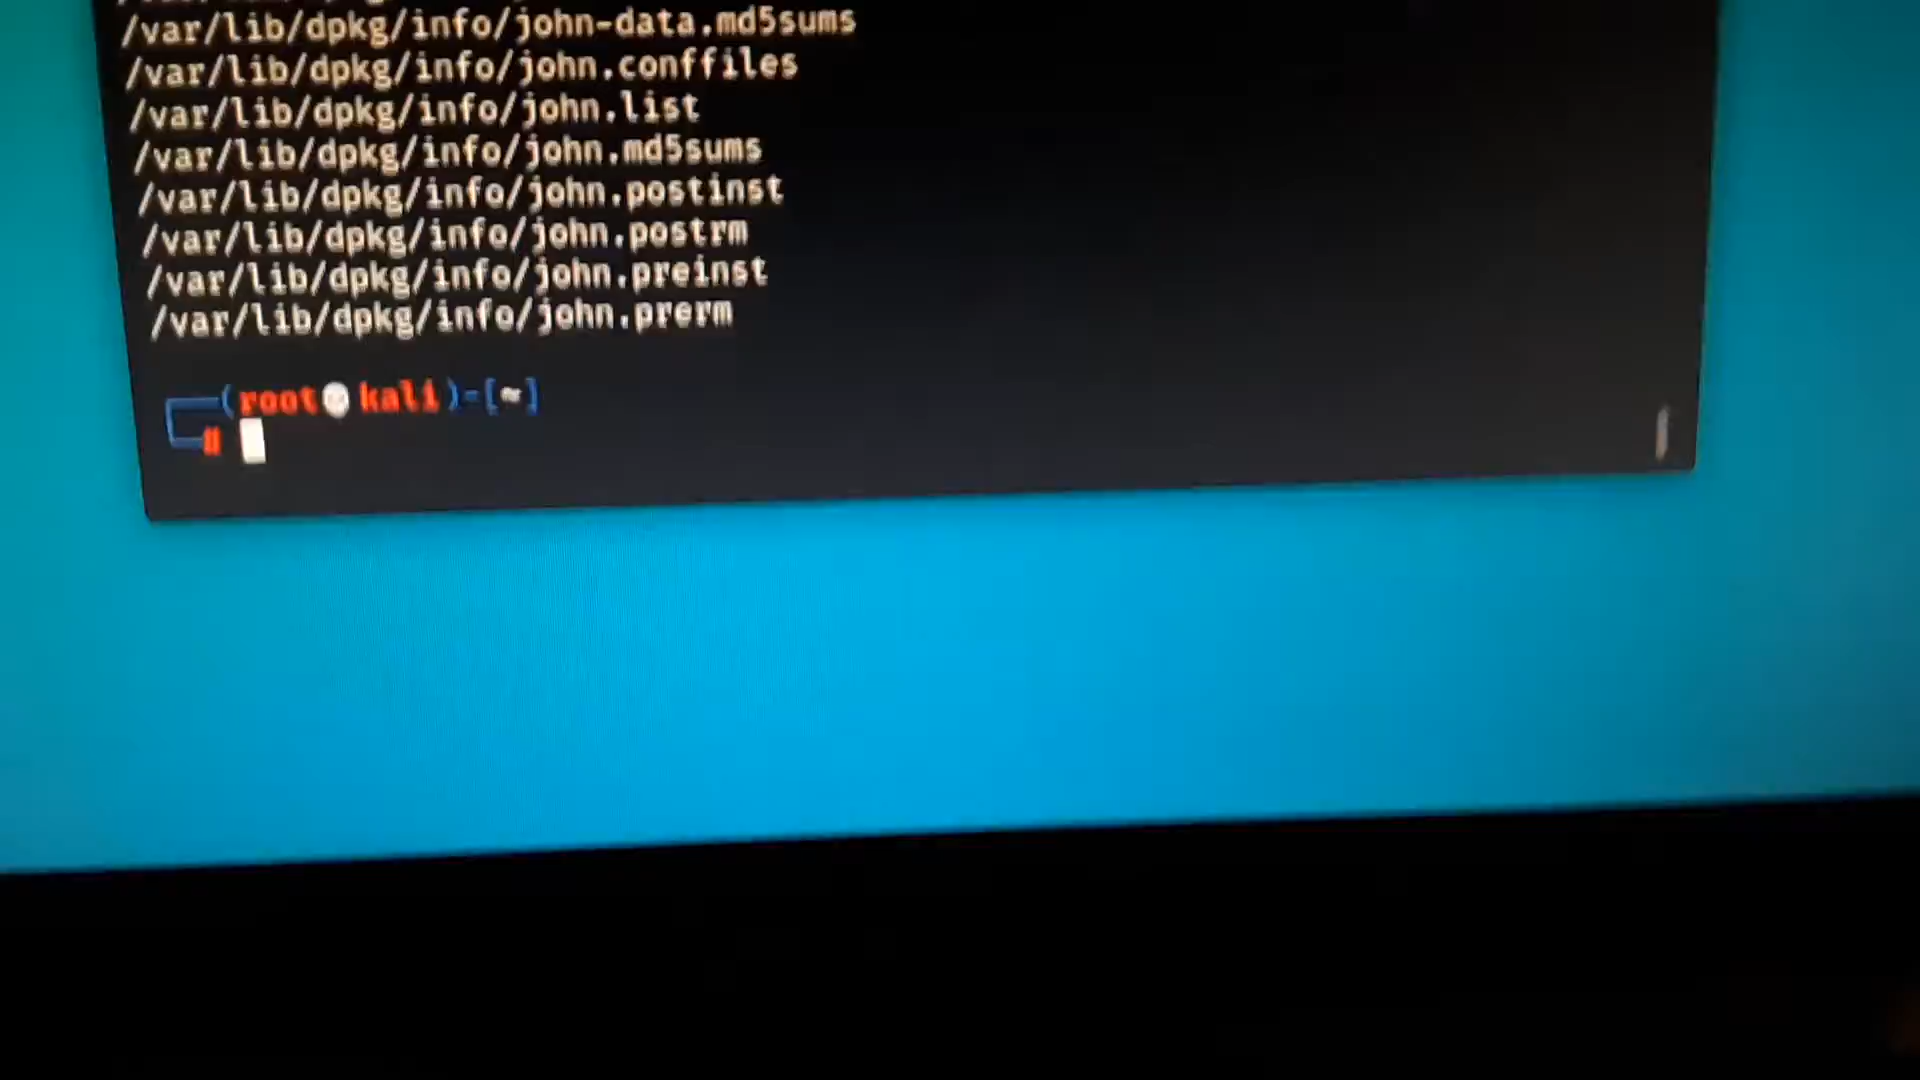 /var/lib/dpkg/info/john-data.md5sums
/var/lib/dpkg/info/john.conffiles
/var/lib/dpkg/info/john.list
/var/lib/dpkg/info/john.md5sums
/var/lib/dpkg/info/john.postinst
/var/lib/dpkg/info/john.postrm
/var/lib/dpkg/info/john.preinst
/var/lib/dpkg/info/john.prerm
(root㉿kali)-[~]
#